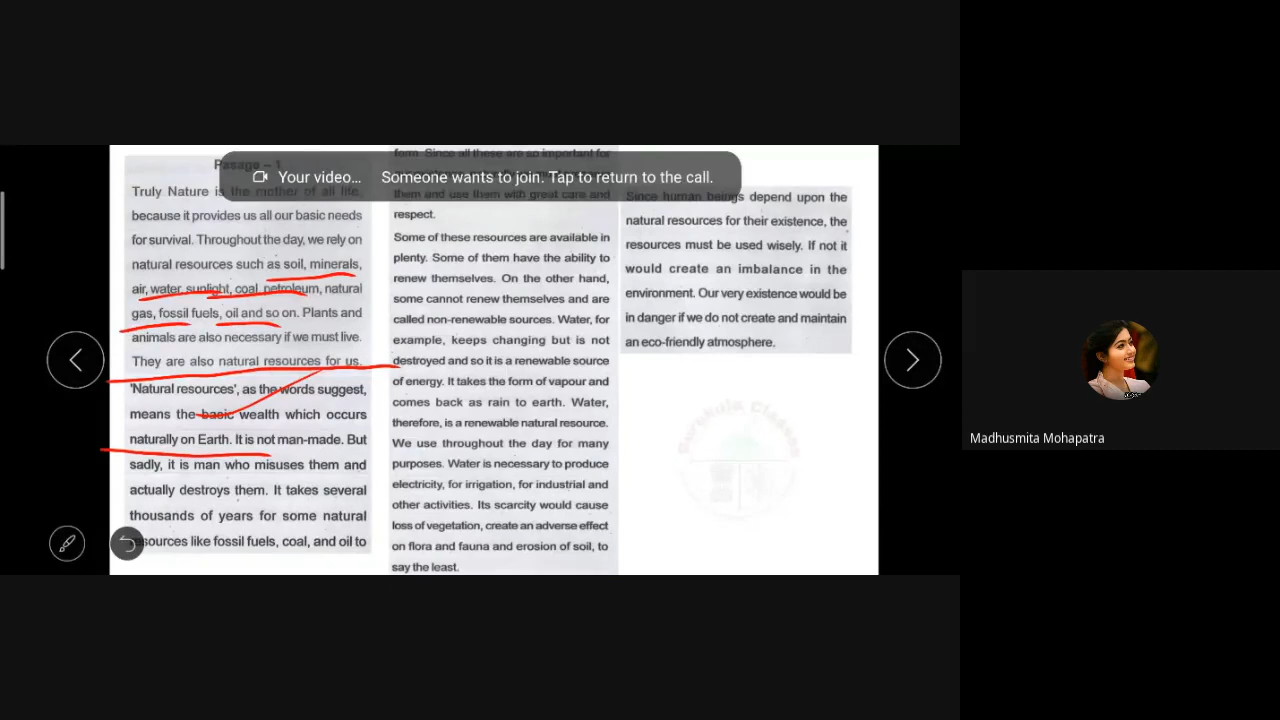 Pasage – 1
Truly Nature is the mother of all life,
because it provides us all our basic needs
for survival. Throughout the day, we rely on
natural resources such as soil, minerals,
air, water, sunlight, coal, petroleum, natural
gas, fossil fuels, oil and so on. Plants and
animals are also necessary if we must live.
They are also natural resources for us.
'Natural resources', as the words suggest,
means the basic wealth which occurs
naturally on Earth. It is not man-made. But
sadly, it is man who misuses them and
actually destroys them. It takes several
thousands of years for some natural
sources like fossil fuels, coal, and oil to
form. Since all these are so important for
them and use them with great care and
respect.
Some of these resources are available in
plenty. Some of them have the ability to
renew themselves. On the other hand,
some cannot renew themselves and are
called non-renewable sources. Water, for
example, keeps changing but is not
destroyed and so it is a renewable source
of energy. It takes the form of vapour and
comes back as rain to earth. Water,
therefore, is a renewable natural resource.
We use throughout the day for many
purposes. Water is necessary to produce
electricity, for irrigation, for industrial and
other activities. Its scarcity would cause
loss of vegetation, create an adverse effect
on flora and fauna and erosion of soil, to
say the least.
Since human beings depend upon the
natural resources for their existence, the
resources must be used wisely. If not it
would create an imbalance in the
environment. Our very existence would be
in danger if we do not create and maintain
an eco-friendly atmosphere.
Your video... Someone wants to join. Tap to return to the call.
Madhusmita Mohapatra